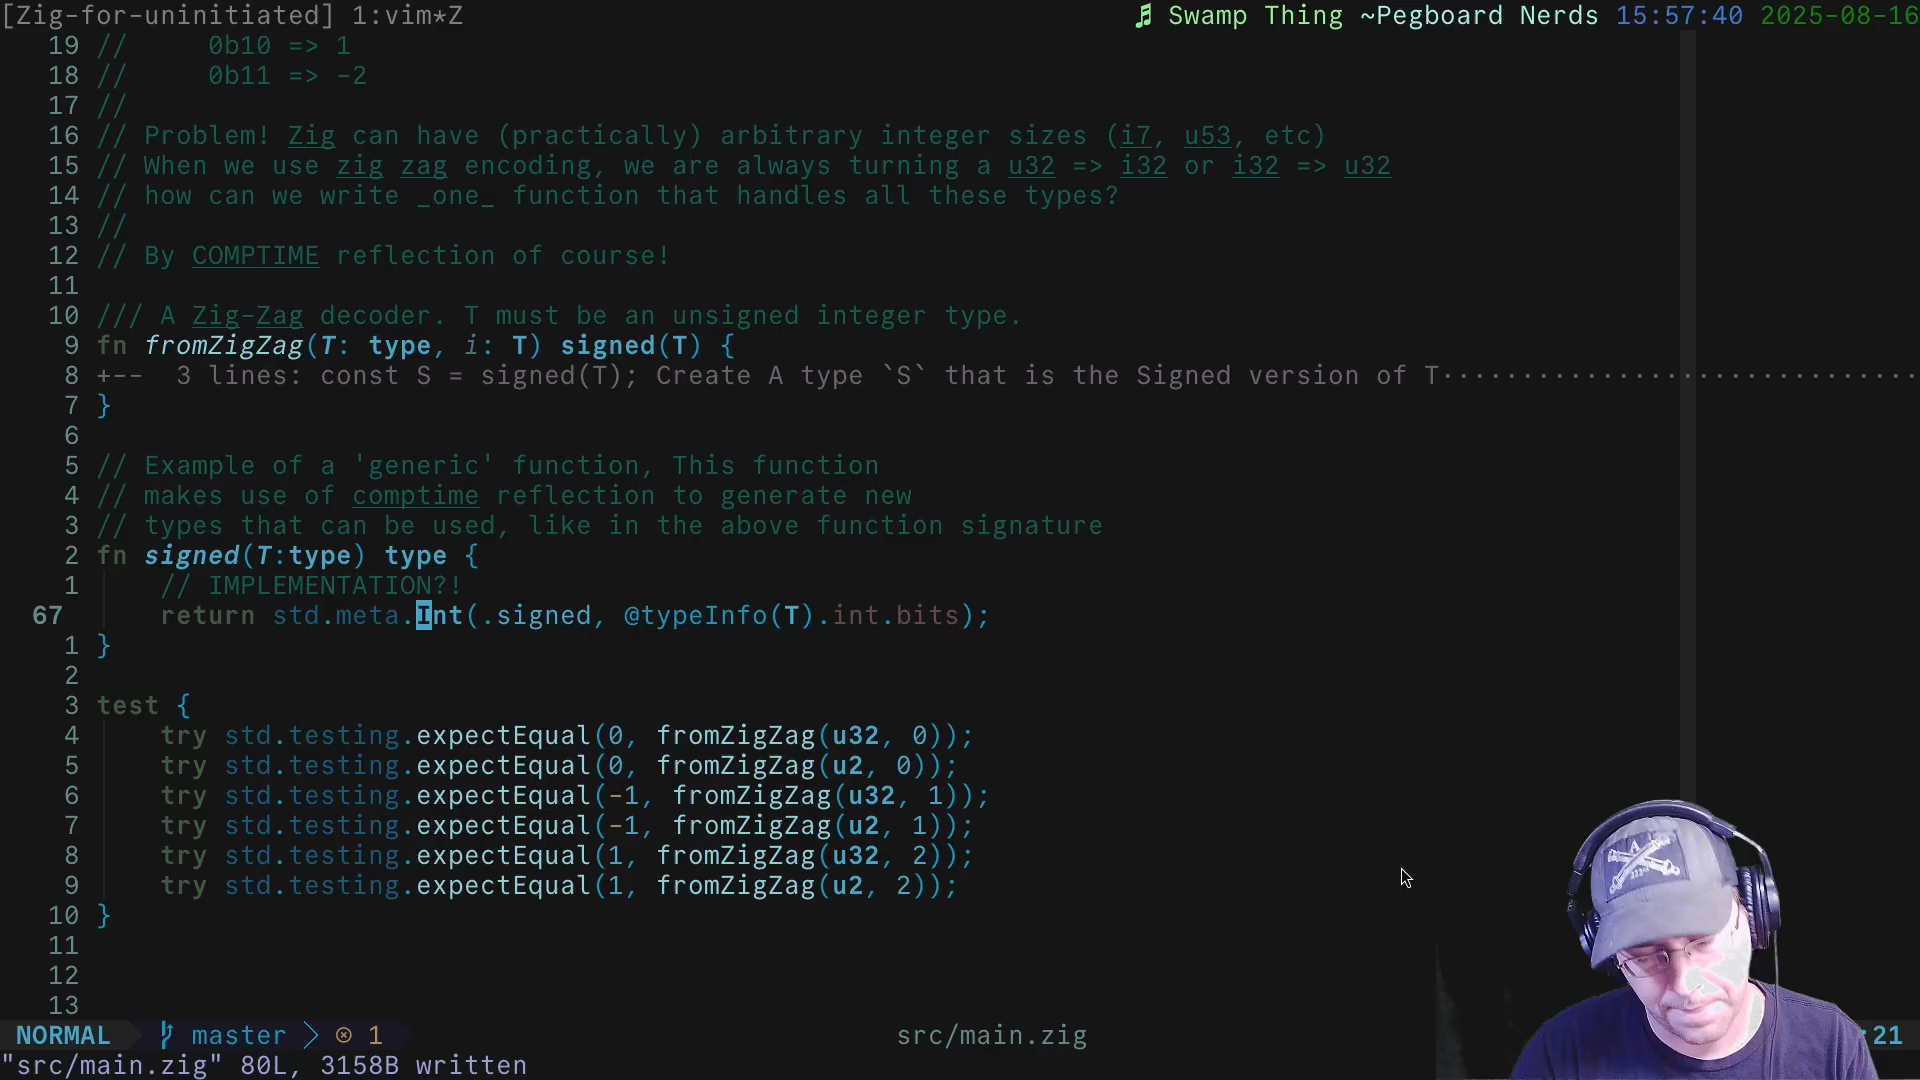 [Zig-for-uninitiated] 1:vim*Z
♬ Swamp Thing ~Pegboard Nerds 15:57:40 2025-08-16
19 //     0b10 => 1
18 //     0b11 => -2
17 //
16 // Problem! Zig can have (practically) arbitrary integer sizes (i7, u53, etc)
15 // When we use zig zag encoding, we are always turning a u32 => i32 or i32 => u32
14 // how can we write _one_ function that handles all these types?
13 //
12 // By COMPTIME reflection of course!
11
10 /// A Zig-Zag decoder. T must be an unsigned integer type.
9 fn fromZigZag(T: type, i: T) signed(T) {
8 +--  3 lines: const S = signed(T); Create A type `S` that is the Signed version of T······························
7 }
6
5 // Example of a 'generic' function, This function
4 // makes use of comptime reflection to generate new
3 // types that can be used, like in the above function signature
2 fn signed(T:type) type {
1     // IMPLEMENTATION?!
67     return std.meta.Int(.signed, @typeInfo(T).int.bits);
1 }
2
3 test {
4     try std.testing.expectEqual(0, fromZigZag(u32, 0));
5     try std.testing.expectEqual(0, fromZigZag(u2, 0));
6     try std.testing.expectEqual(-1, fromZigZag(u32, 1));
7     try std.testing.expectEqual(-1, fromZigZag(u2, 1));
8     try std.testing.expectEqual(1, fromZigZag(u32, 2));
9     try std.testing.expectEqual(1, fromZigZag(u2, 2));
10 }
11
12
13
NORMAL master ⊗ 1 src/main.zig :21
"src/main.zig" 80L, 3158B written